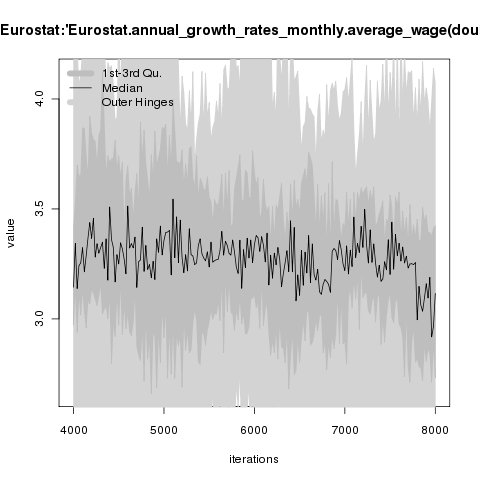 Eurostat:'Eurostat.annual_growth_rates_monthly.average_wage(dou
1st-3rd Qu.
Median
Outer Hinges
4.0
3.5
3.0
value
4000 5000 6000 7000 8000
iterations